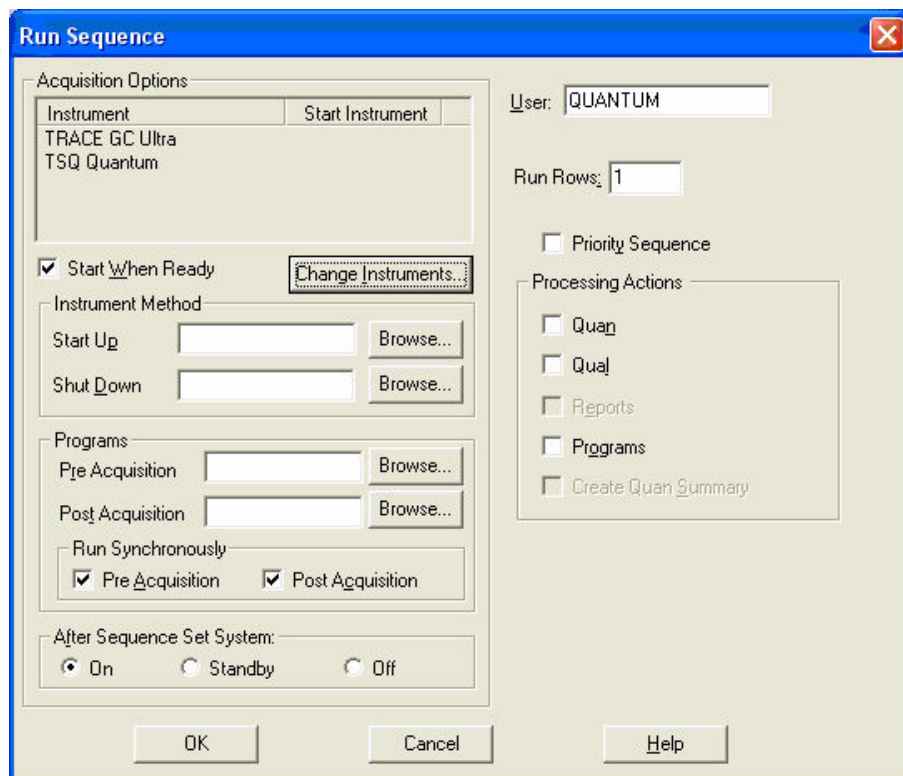 Run Sequence
Acquisition Options
Instrument Start Instrument
TRACE GC Ultra
TSQ Quantum
Start When Ready
Change Instruments...
Instrument Method
Start Up
Browse...
Shut Down
Browse...
Programs
Pre Acquisition
Browse...
Post Acquisition
Browse...
Run Synchronously
Pre Acquisition
Post Acquisition
After Sequence Set System:
On
Standby
Off
User: QUANTUM
Run Rows: 1
Priority Sequence
Processing Actions
Quan
Qual
Reports
Programs
Create Quan Summary
OK
Cancel
Help